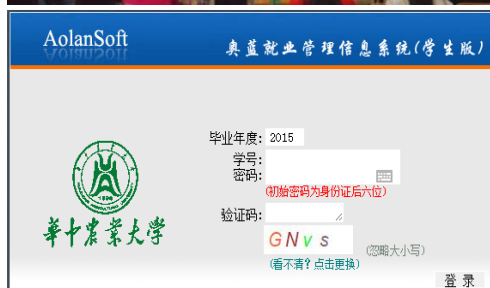 AolanSoft
奥蓝就业管理信息系统(学生版)
毕业年度: 2015
学号:
密码:
(初始密码为身份证后六位)
验证码:
GNvs
(忽略大小写)
(看不清？点击更换)
1898
华中农业大学
登 录